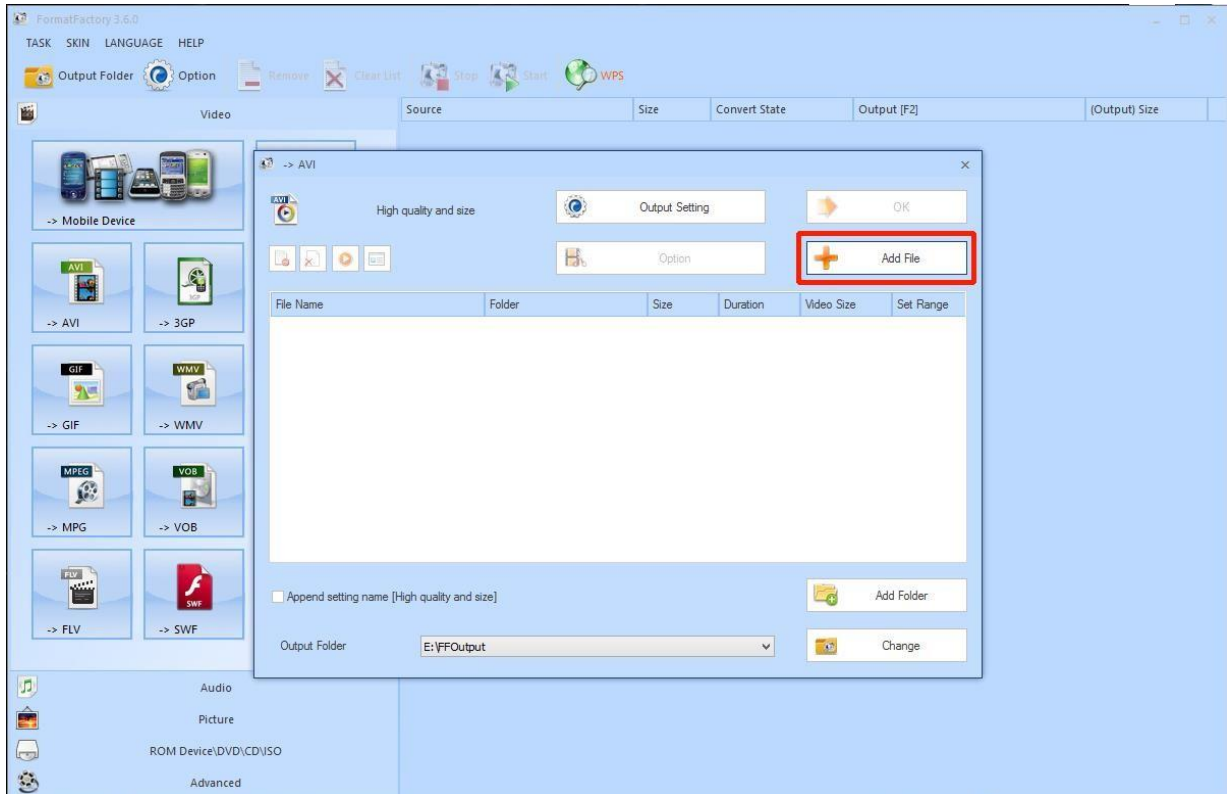 FormatFactory 3.6.0
TASK SKIN LANGUAGE HELP
Output Folder Option Remove Clear List Stop Start WPS
Video
Source Size Convert State Output [F2] (Output) Size
-> Mobile Device
AVI
-> AVI
3GP
-> 3GP
GIF
-> GIF
WMV
-> WMV
MPEG
-> MPG
VOB
-> VOB
FLV
-> FLV
SWF
-> SWF
Audio
Picture
ROM Device\DVD\CD\ISO
Advanced
-> AVI
AVI
High quality and size
Output Setting
OK
Option
Add File
File Name Folder Size Duration Video Size Set Range
Append setting name [High quality and size]
Add Folder
Output Folder E:\FFOutput Change